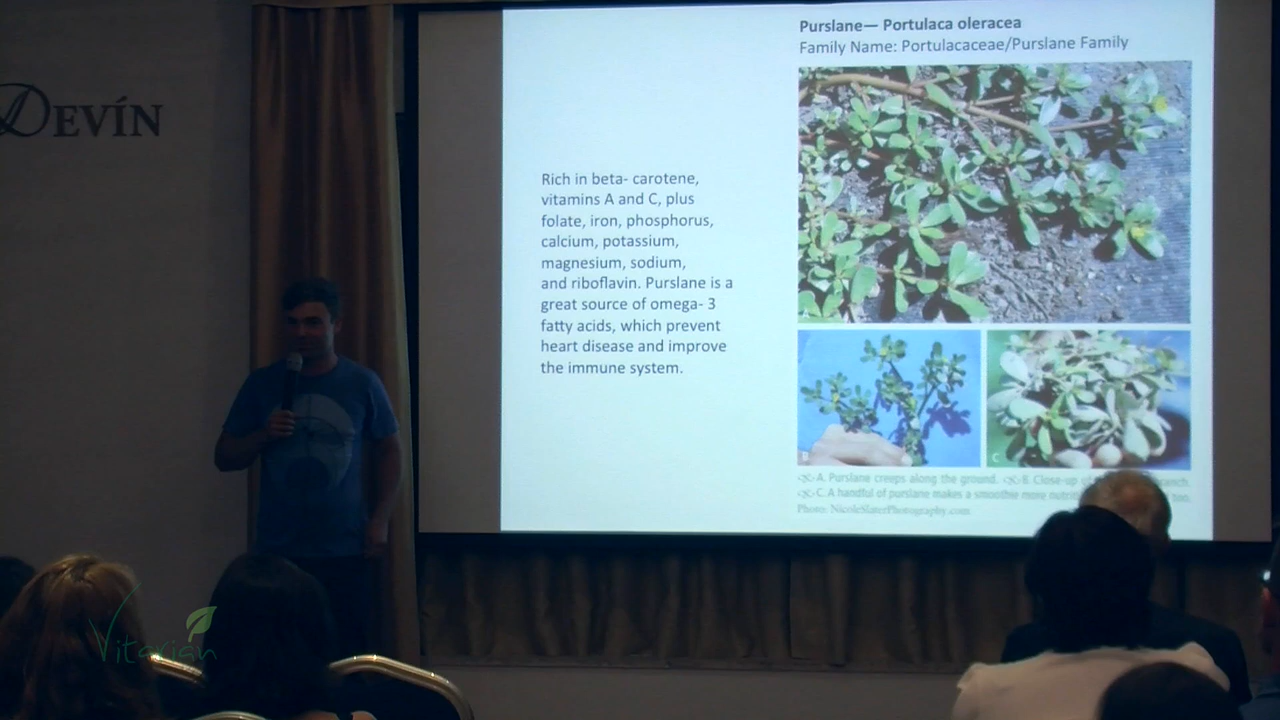 DEVÍN
Purslane— Portulaca oleracea
Family Name: Portulacaceae/Purslane Family
Rich in beta- carotene,
vitamins A and C, plus
folate, iron, phosphorus,
calcium, potassium,
magnesium, sodium,
and riboflavin. Purslane is a
great source of omega- 3
fatty acids, which prevent
heart disease and improve
the immune system.
B
C
A. Purslane creeps along the ground. B. Close-up
C. A handful of purslane makes a smoothie more too.
Photo: NicoleSlaterPhotography.com
Vitarian